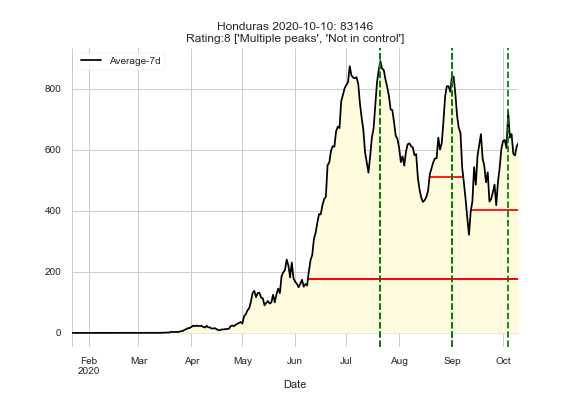 Honduras 2020-10-10: 83146
Rating:8 ['Multiple peaks', 'Not in control']
Average-7d
800
600
400
200
0
Feb Mar Apr May Jun Jul Aug Sep Oct
2020
Date